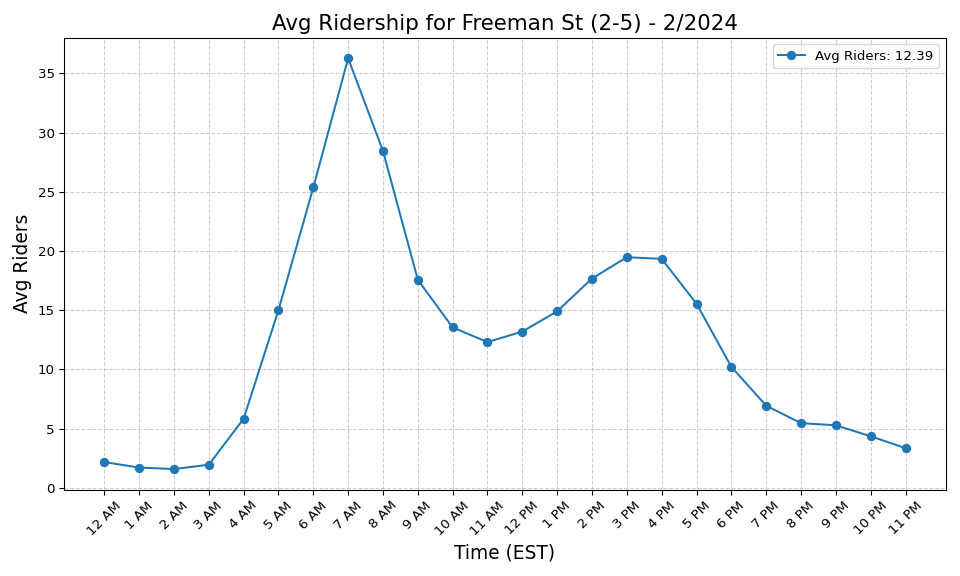 Avg Ridership for Freeman St (2-5) - 2/2024
Avg Riders: 12.39
Avg Riders
35
30
25
20
15
10
5
0
12 AM
1 AM
2 AM
3 AM
4 AM
5 AM
6 AM
7 AM
8 AM
9 AM
10 AM
11 AM
12 PM
1 PM
2 PM
3 PM
4 PM
5 PM
6 PM
7 PM
8 PM
9 PM
10 PM
11 PM
Time (EST)